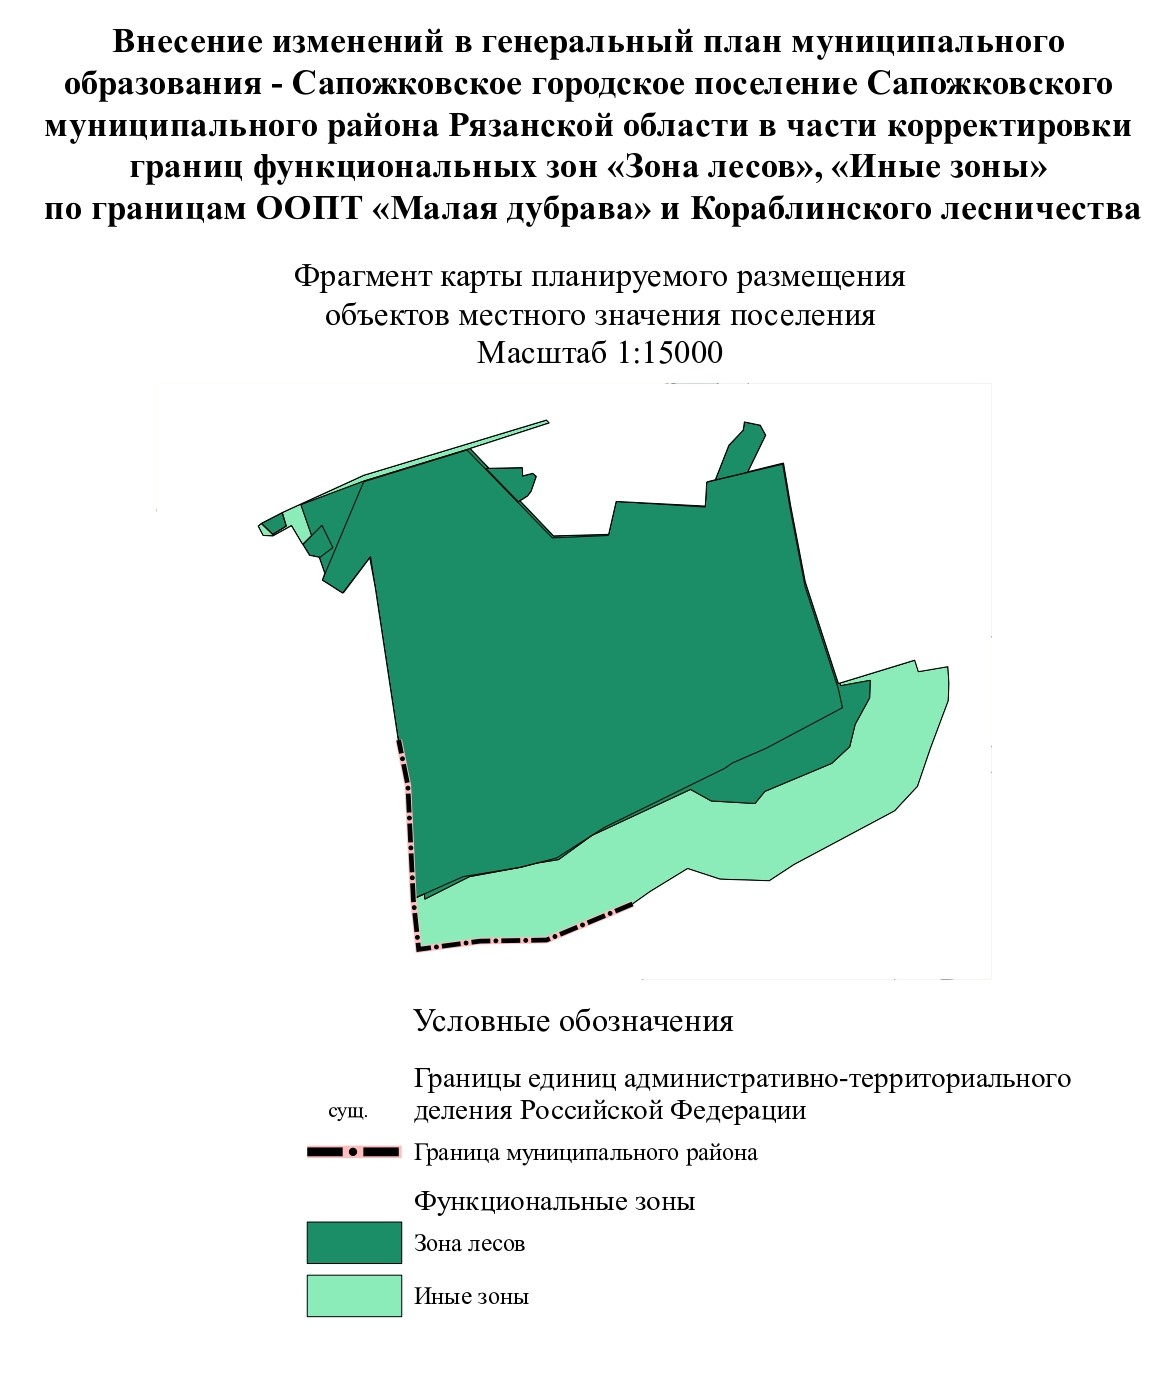 Внесение изменений в генеральный план муниципального
образования - Сапожковское городское поселение Сапожковского
муниципального района Рязанской области в части корректировки
границ функциональных зон «Зона лесов», «Иные зоны»
по границам ООПТ «Малая дубрава» и Кораблинского лесничества
Фрагмент карты планируемого размещения
объектов местного значения поселения
Масштаб 1:15000
Условные обозначения
Границы единиц административно-территориального
сущ. деления Российской Федерации
Граница муниципального района
Функциональные зоны
Зона лесов
Иные зоны